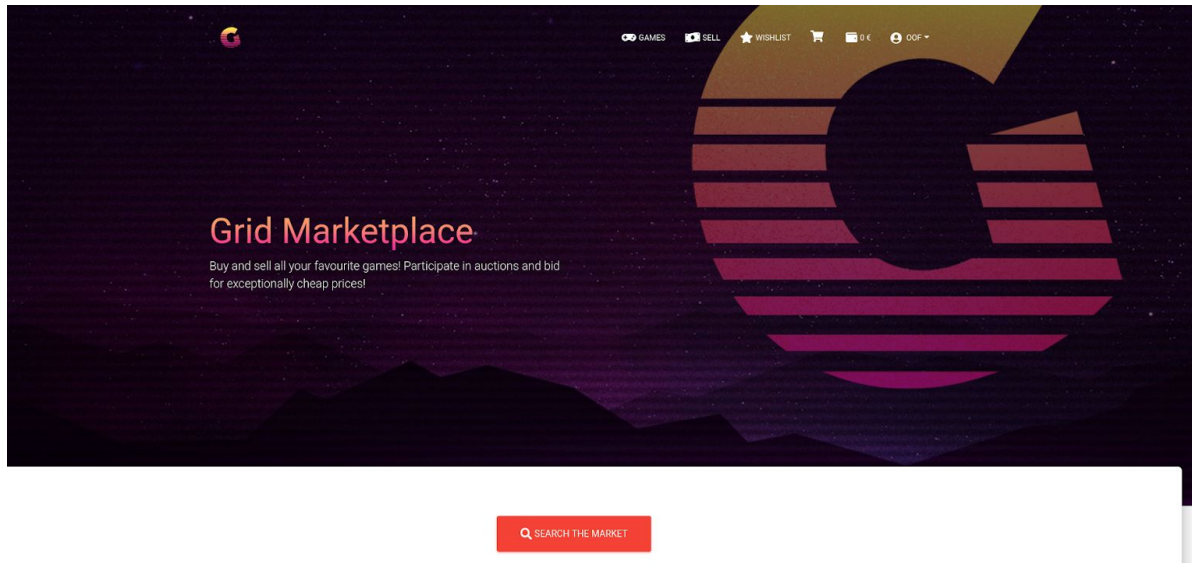 G
GAMES SELL WISHLIST 0 € OOF
Grid Marketplace
Buy and sell all your favourite games! Participate in auctions and bid
for exceptionally cheap prices!
SEARCH THE MARKET